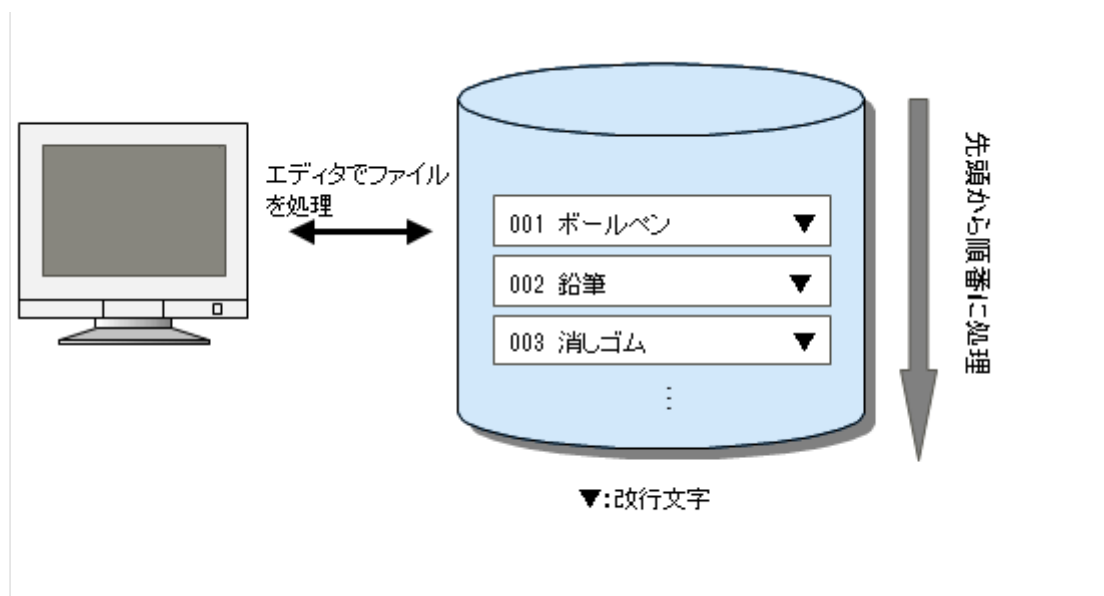 エディタでファイル
を処理
001 ボールペン ▼
002 鉛筆 ▼
003 消しゴム ▼
⋮
▼:改行文字
先頭から順番に処理